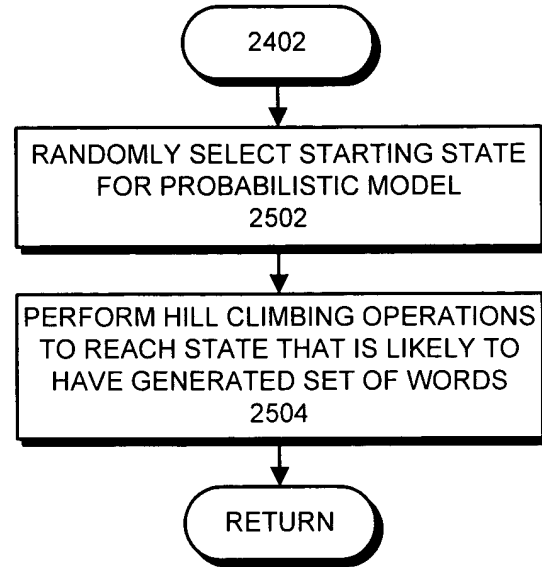 2402
RANDOMLY SELECT STARTING STATE
FOR PROBABILISTIC MODEL
2502
PERFORM HILL CLIMBING OPERATIONS
TO REACH STATE THAT IS LIKELY TO
HAVE GENERATED SET OF WORDS
2504
RETURN